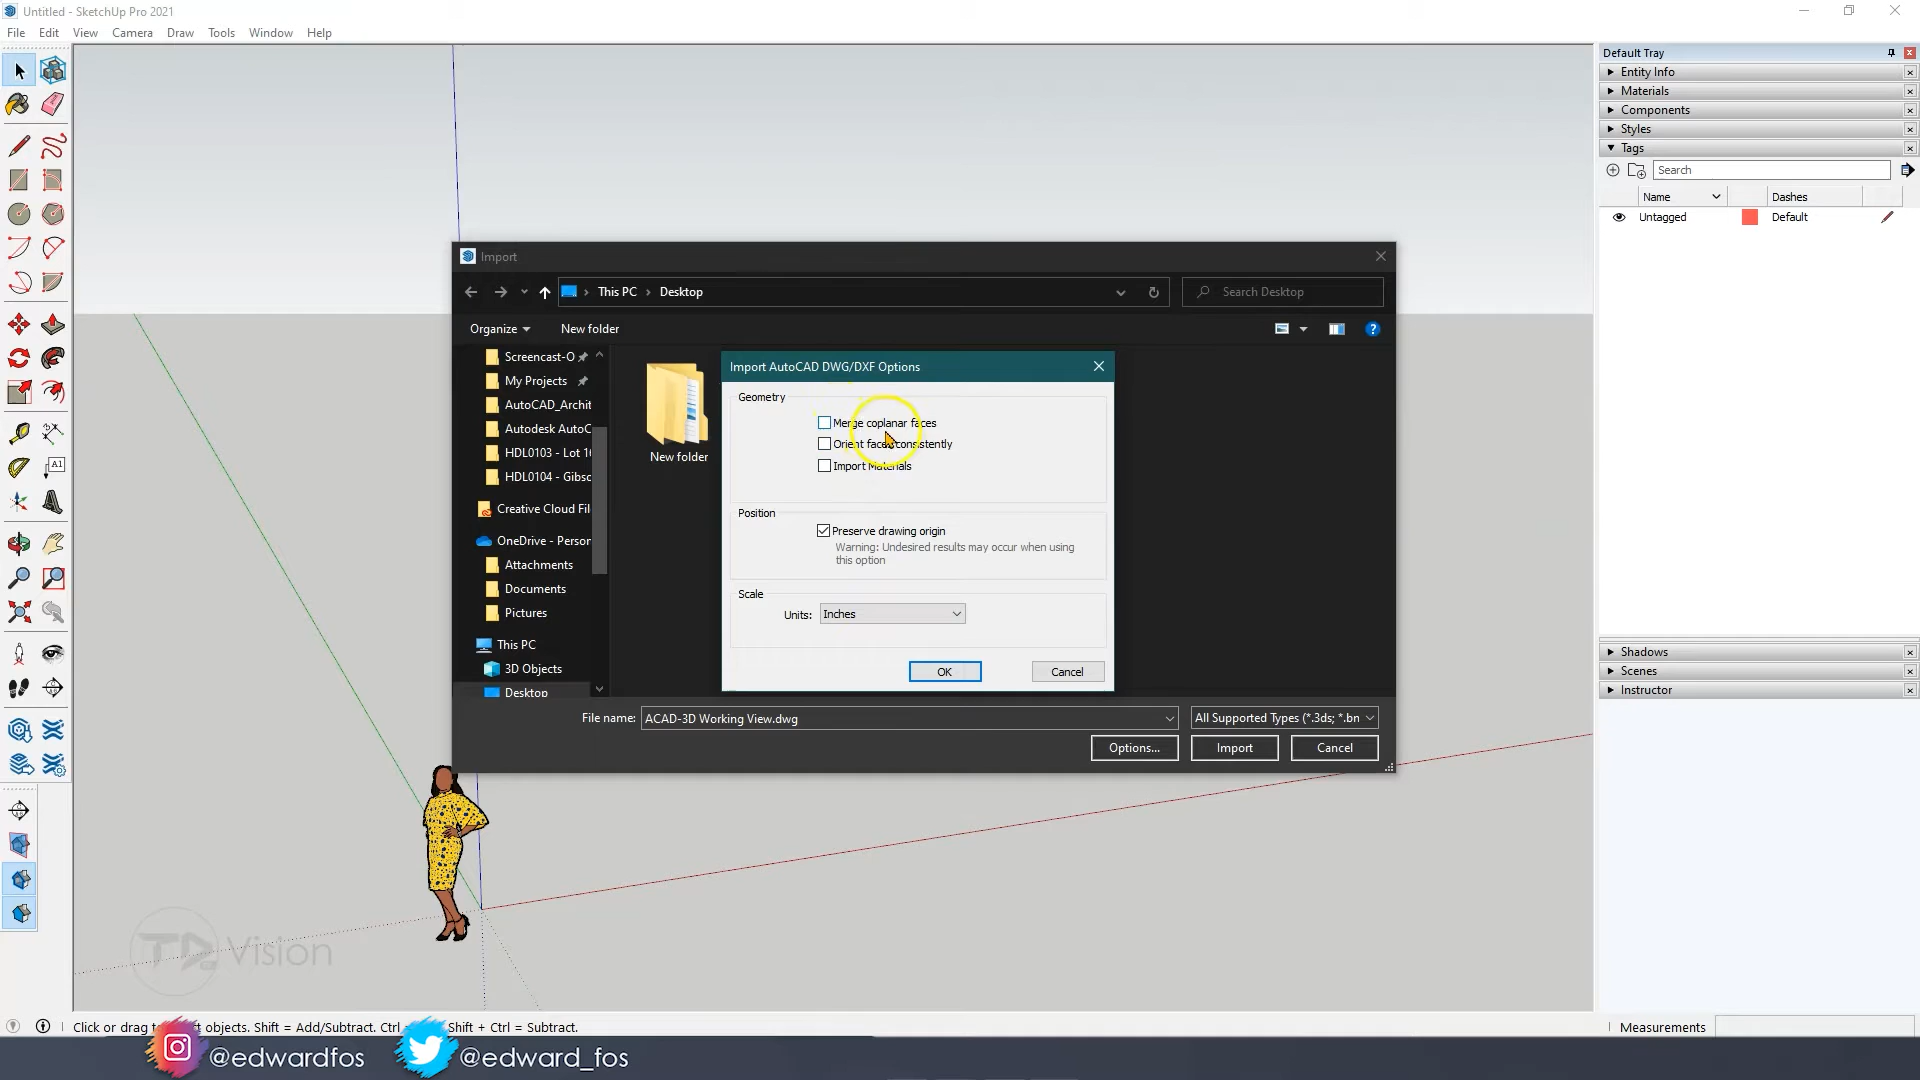 Untitled - SketchUp Pro 2021
File Edit View Camera Draw Tools Window Help
Default Tray
Entity Info
Materials
Components
Styles
Tags
Search
Name Dashes
Untagged Default
Import
This PC Desktop
Search Desktop
Organize New folder
Screencast-O
My Projects
AutoCAD_Archit
Autodesk AutoC
HDL0103 - Lot 16
HDL0104 - Gibsc
Creative Cloud Fil
OneDrive - Person
Attachments
Documents
Pictures
This PC
3D Objects
Desktop
New folder
Import AutoCAD DWG/DXF Options
Geometry
Merge coplanar faces
Orient faces consistently
Import Materials
Position
Preserve drawing origin
Warning: Undesired results may occur when using
this option
Scale
Units: Inches
OK Cancel
File name: ACAD-3D Working View.dwg All Supported Types (*.3ds; *.bn
Options... Import Cancel
Shadows
Scenes
Instructor
A1
Vision
Click or drag t objects. Shift = Add/Subtract. Ctrl Shift + Ctrl = Subtract.
Measurements
@edwardfos @edward_fos